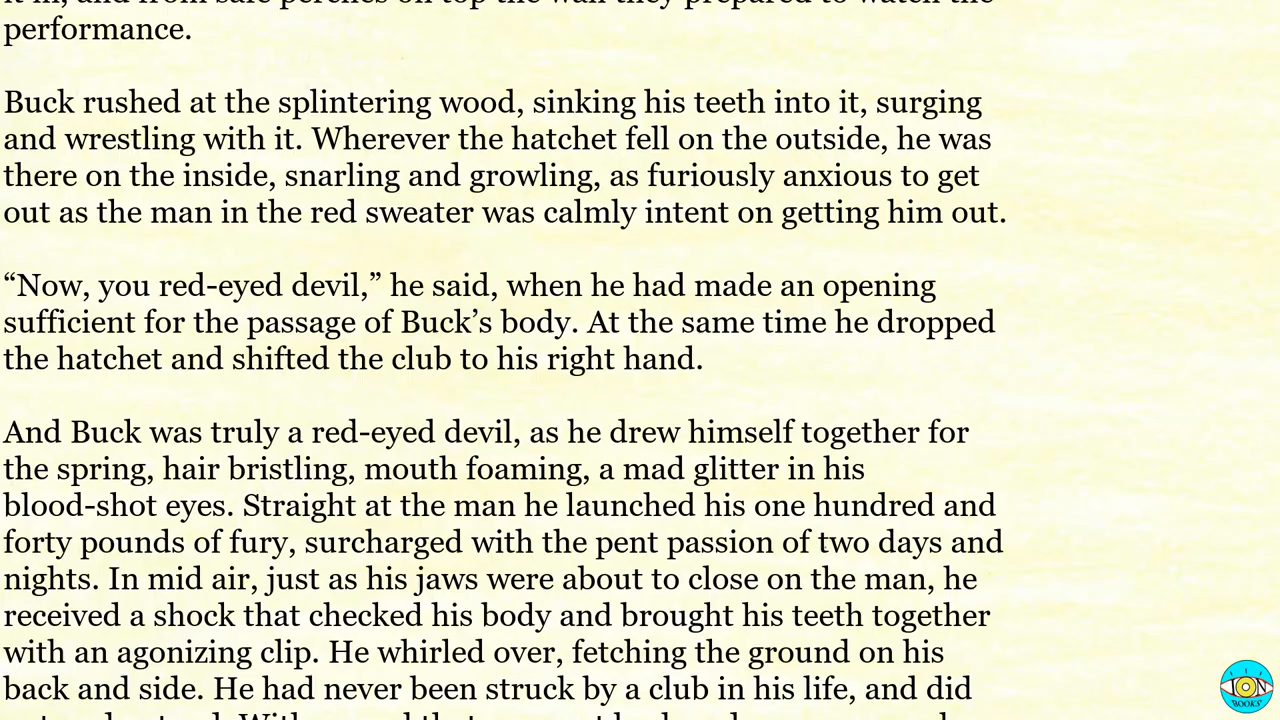 performance.
Buck rushed at the splintering wood, sinking his teeth into it, surging
and wrestling with it. Wherever the hatchet fell on the outside, he was
there on the inside, snarling and growling, as furiously anxious to get
out as the man in the red sweater was calmly intent on getting him out.
“Now, you red-eyed devil,” he said, when he had made an opening
sufficient for the passage of Buck’s body. At the same time he dropped
the hatchet and shifted the club to his right hand.
And Buck was truly a red-eyed devil, as he drew himself together for
the spring, hair bristling, mouth foaming, a mad glitter in his
blood-shot eyes. Straight at the man he launched his one hundred and
forty pounds of fury, surcharged with the pent passion of two days and
nights. In mid air, just as his jaws were about to close on the man, he
received a shock that checked his body and brought his teeth together
with an agonizing clip. He whirled over, fetching the ground on his
back and side. He had never been struck by a club in his life, and did
ION
BOOKS